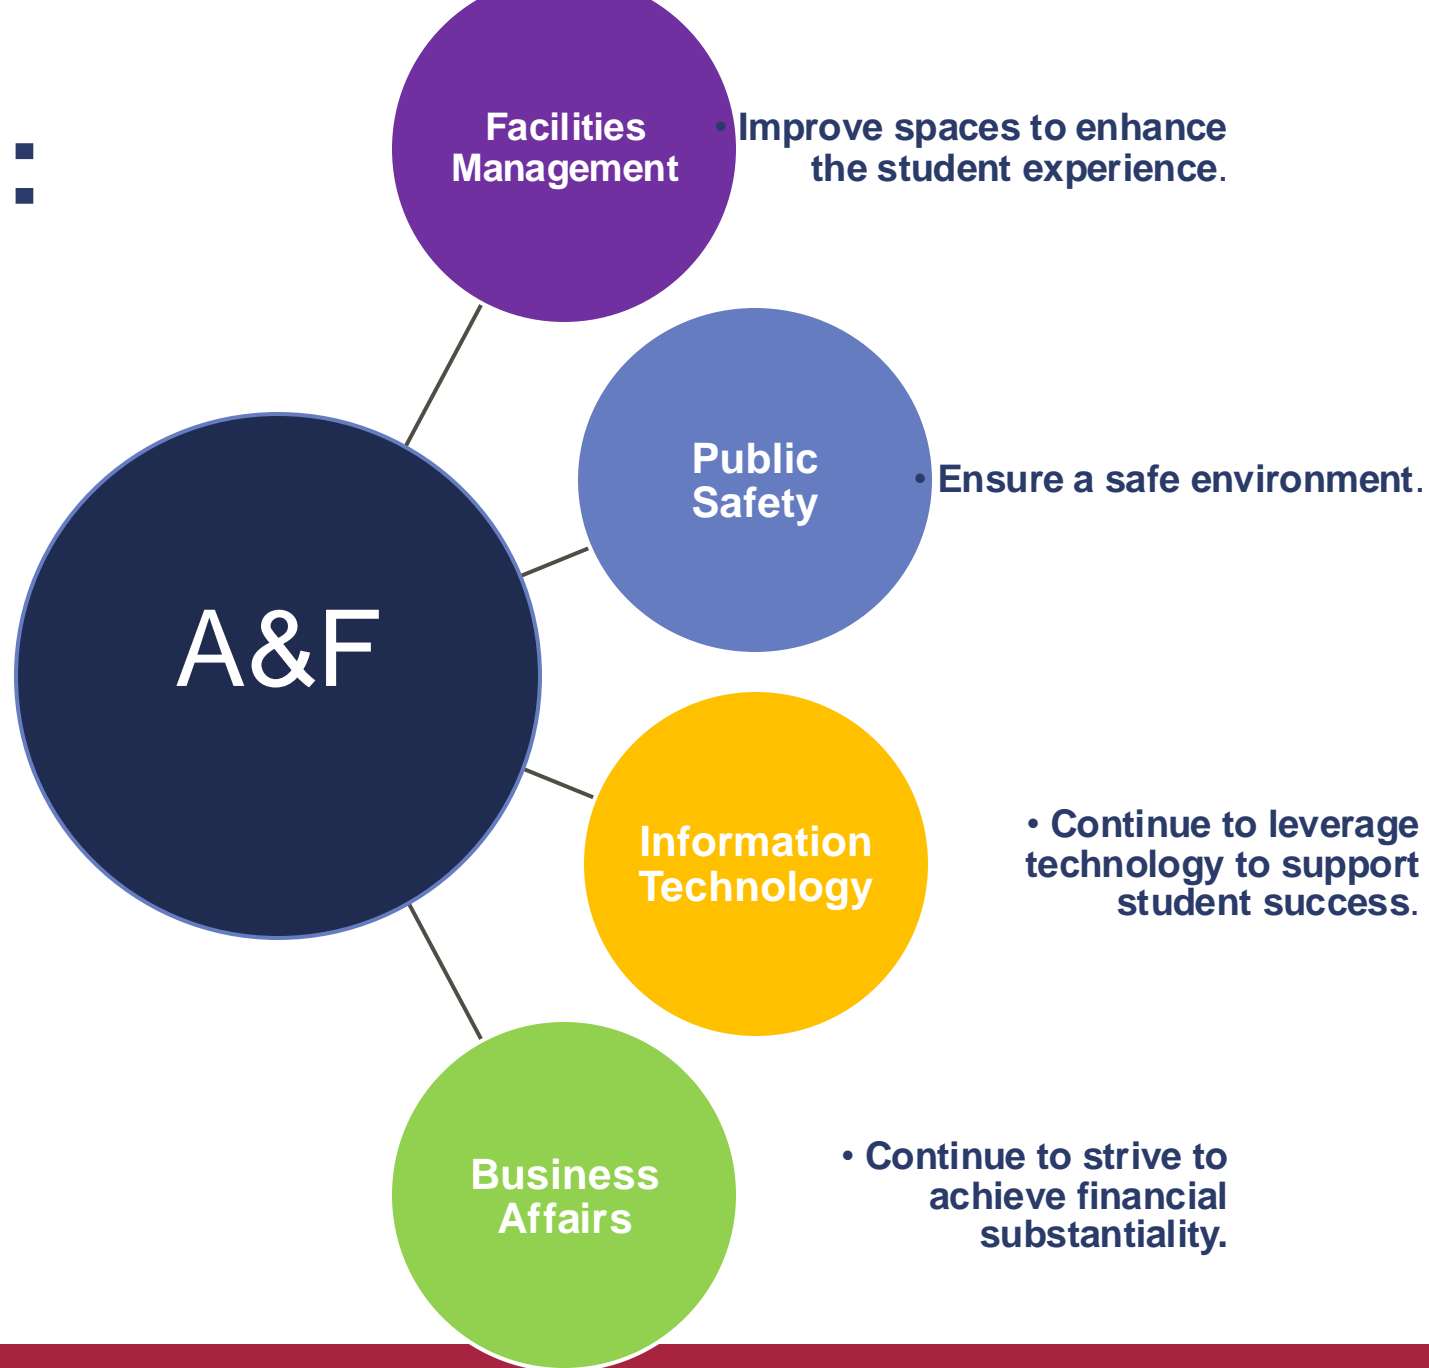 :
Facilities
Management
• Improve spaces to enhance
the student experience.
Public
Safety
• Ensure a safe environment.
A&F
Information
Technology
• Continue to leverage
technology to support
student success.
Business
Affairs
• Continue to strive to
achieve financial
substantiality.